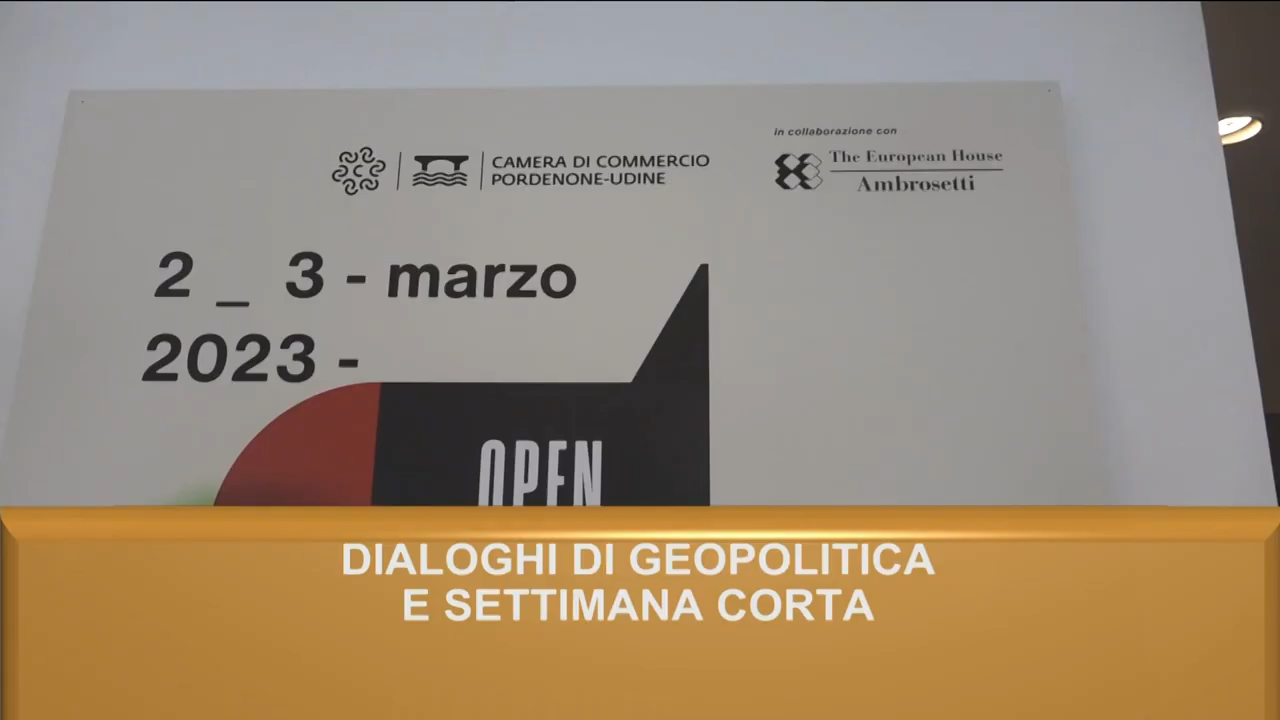 in collaborazione con
CAMERA DI COMMERCIO
PORDENONE-UDINE
The European House
Ambrosetti
2 _ 3 - marzo
2023 -
OPEN
DIALOGHI DI GEOPOLITICA
E SETTIMANA CORTA